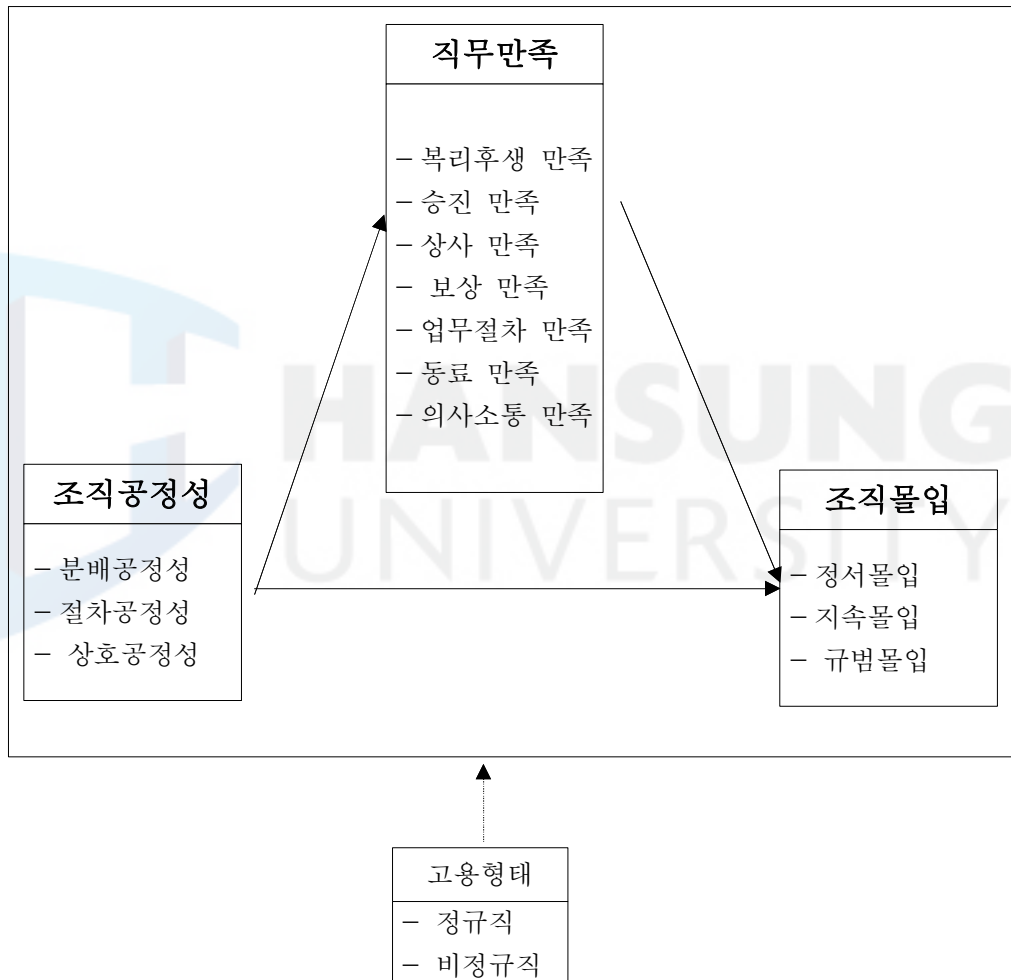 직무만족
– 복리후생 만족
– 승진 만족
– 상사 만족
– 보상 만족
– 업무절차 만족
– 동료 만족
– 의사소통 만족
HANSUNG
UNIVERSITY
조직공정성
– 분배공정성
– 절차공정성
– 상호공정성
조직몰입
– 정서몰입
– 지속몰입
– 규범몰입
고용형태
– 정규직
– 비정규직